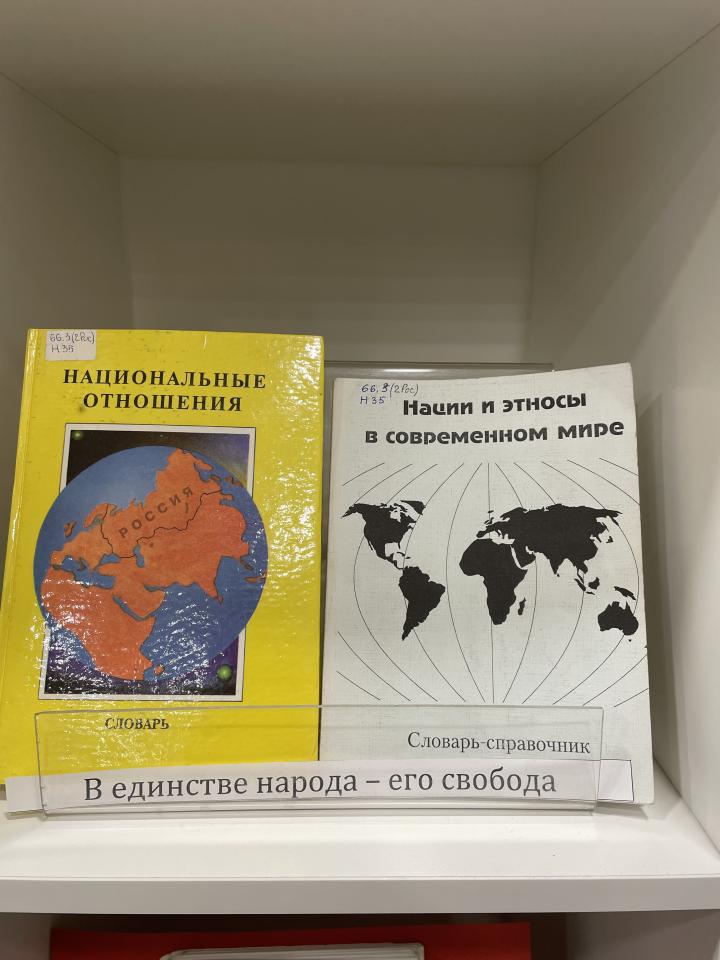 66.3(2Рос)
Н35
НАЦИОНАЛЬНЫЕ
ОТНОШЕНИЯ
РОССИЯ
СЛОВАРЬ
66.3(2Рос)
Н35
Нации и этносы
в современном мире
Словарь-справочник
В единстве народа – его свобода